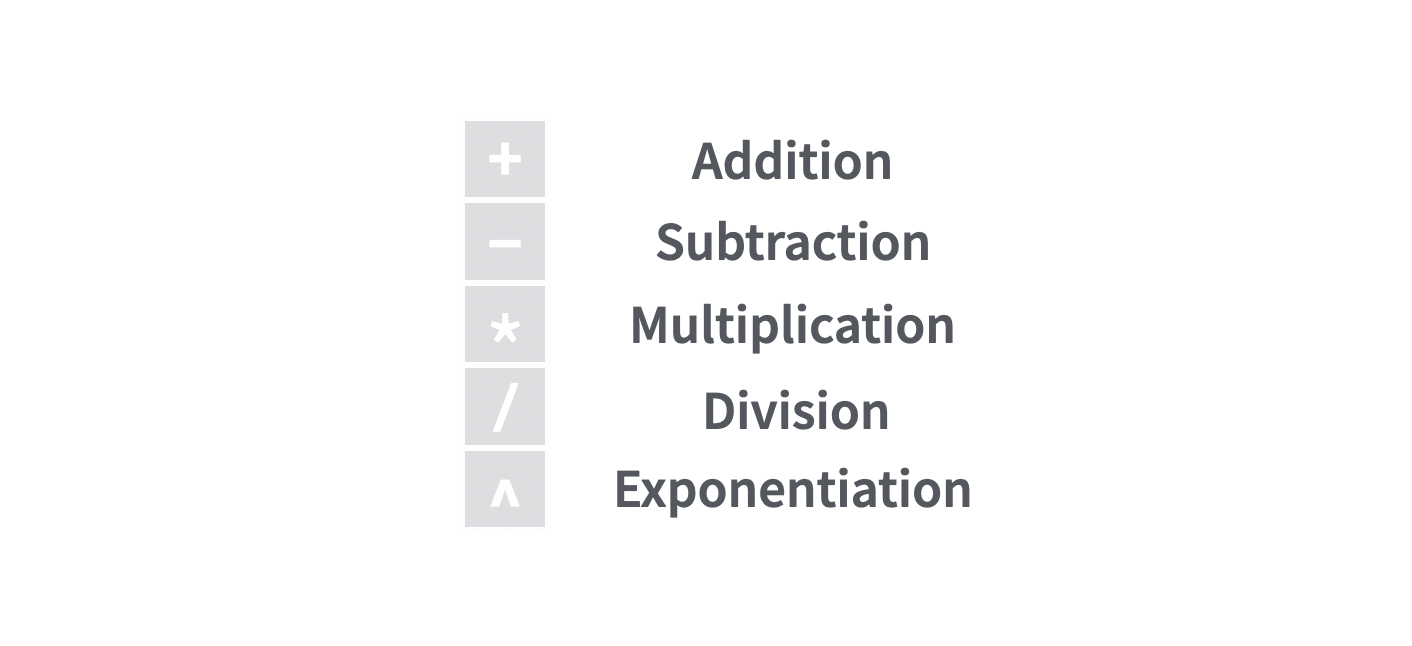 + Addition
− Subtraction
* Multiplication
/ Division
^ Exponentiation